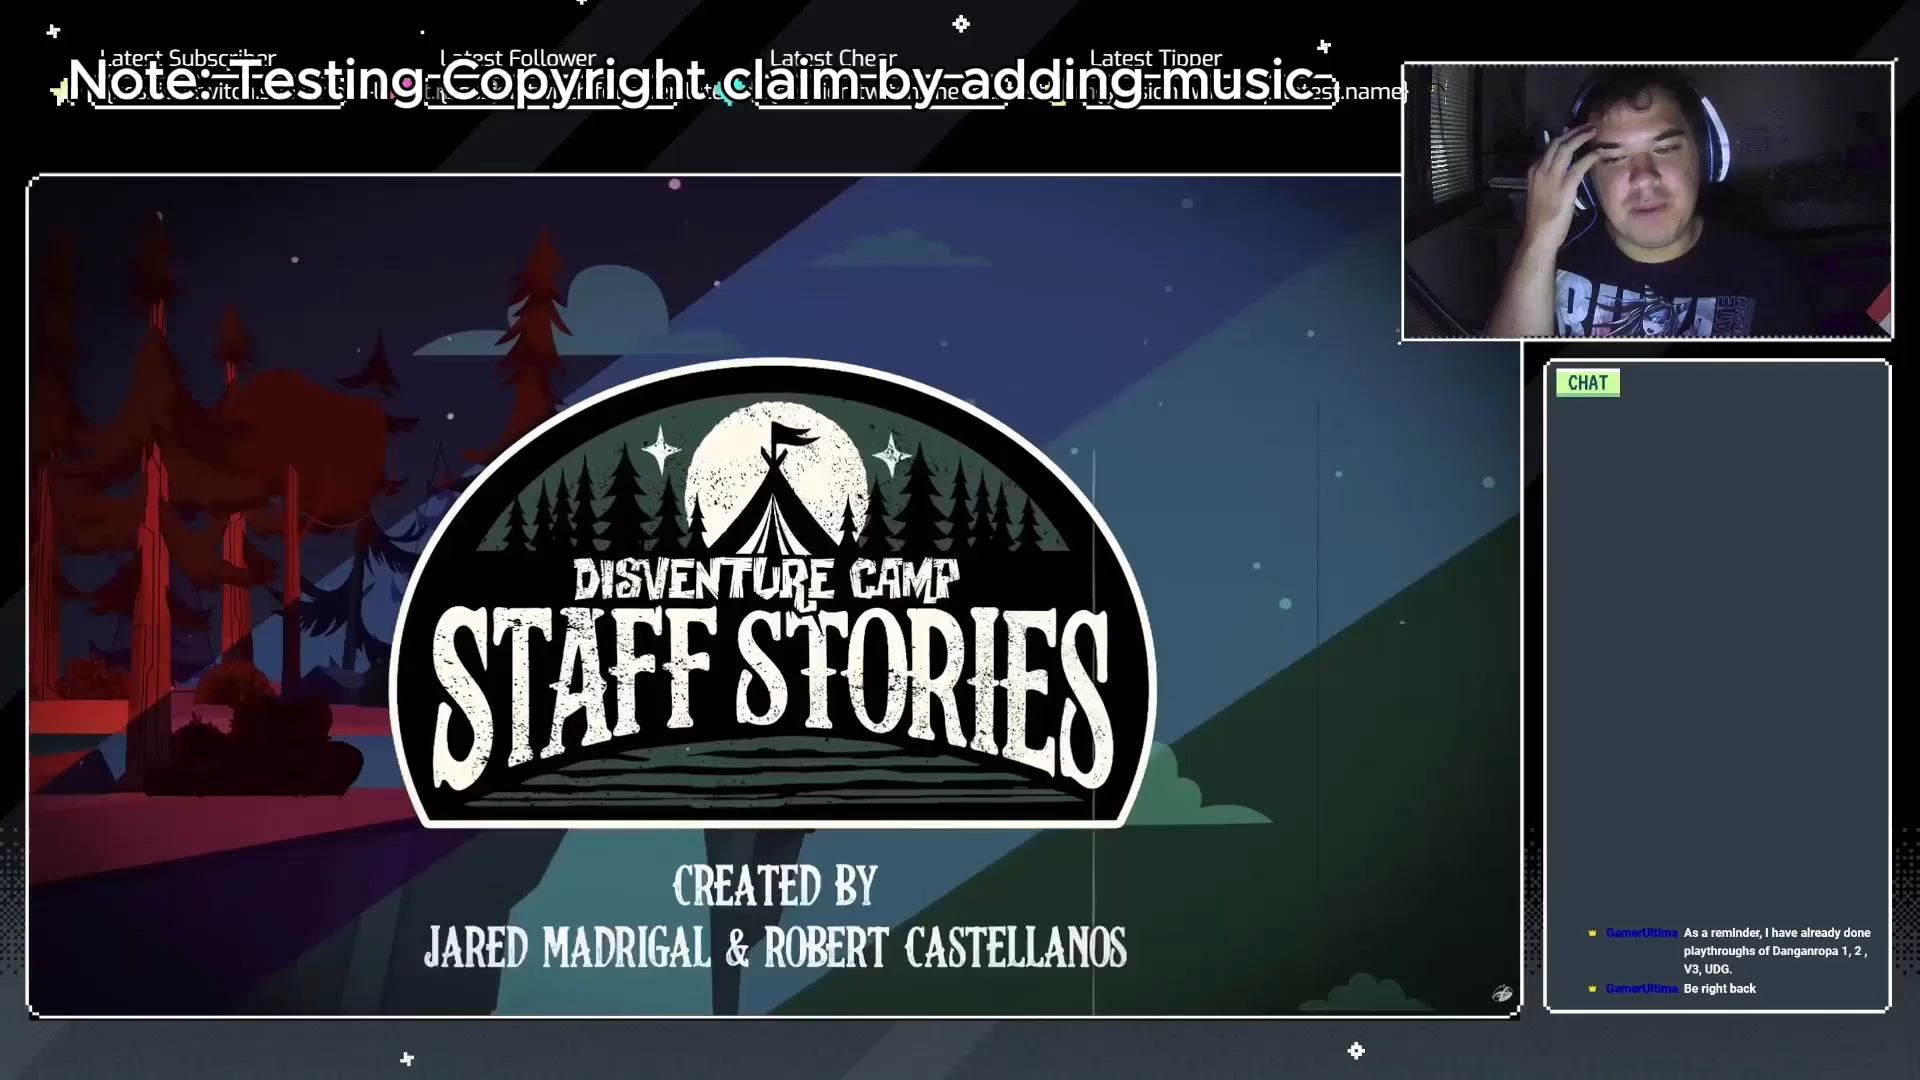 Latest Subscriber
Latest Follower
Latest Cheer
Latest Tipper
Note: Testing Copyright claim by adding music
CHAT
DISVENTURE CAMP
STAFF STORIES
CREATED BY
JARED MADRIGAL & ROBERT CASTELLANOS
GamerUltima As a reminder, I have already done
playthroughs of Danganropa 1, 2 ,
V3, UDG.
GamerUltima Be right back